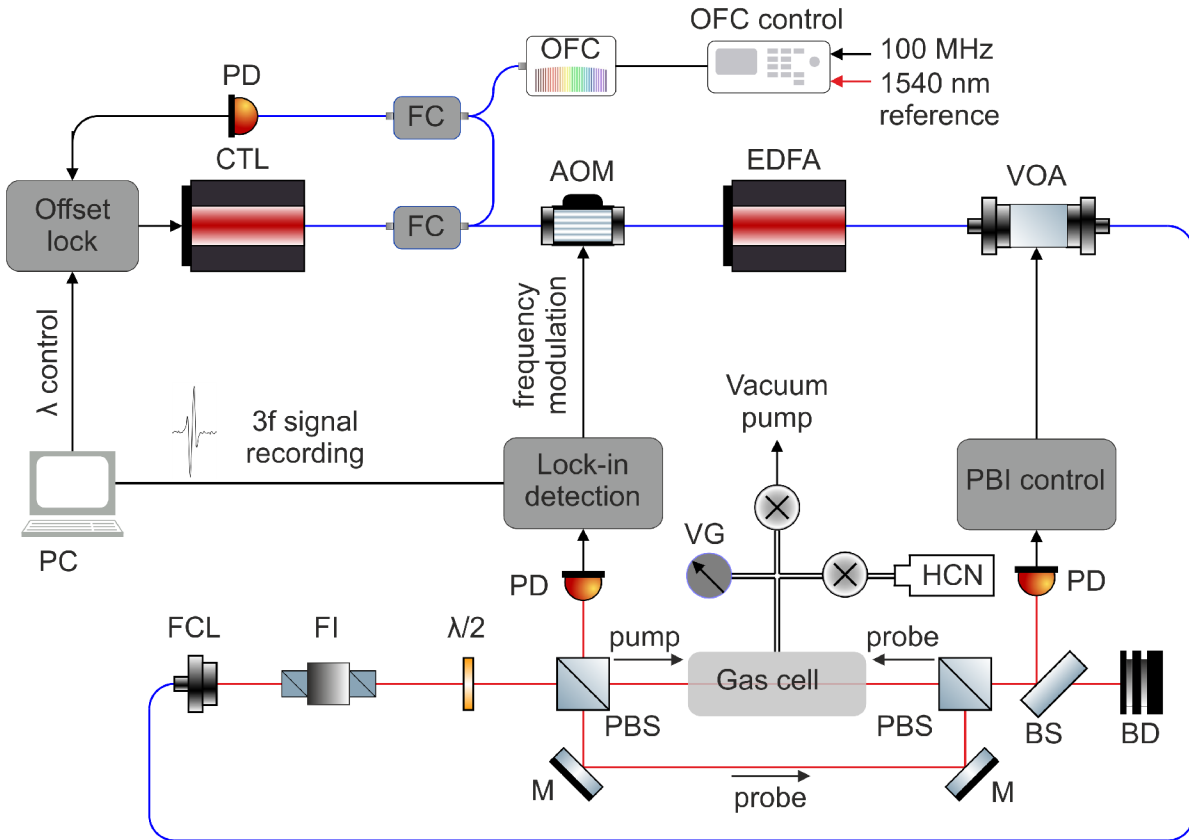 OFC control
OFC
100 MHz
1540 nm
reference
PD
FC
CTL
AOM
EDFA
VOA
Offset
lock
FC
λ control
frequency
modulation
3f signal
recording
Vacuum
pump
Lock-in
detection
PBI control
PC
VG
HCN
PD
PD
FCL
FI
λ/2
pump
probe
Gas cell
PBS
PBS
BS
BD
M
probe
M